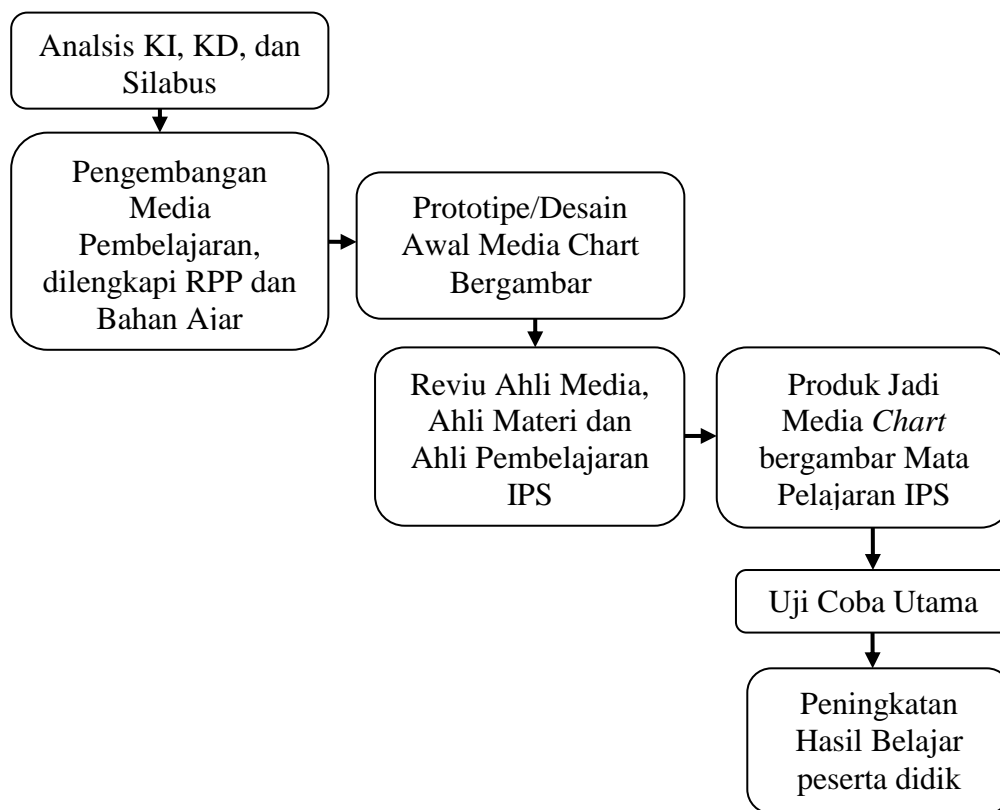 Analsis KI, KD, dan
Silabus
Pengembangan
Media
Pembelajaran,
dilengkapi RPP dan
Bahan Ajar
Prototipe/Desain
Awal Media Chart
Bergambar
Reviu Ahli Media,
Ahli Materi dan
Ahli Pembelajaran
IPS
Produk Jadi
Media Chart
bergambar Mata
Pelajaran IPS
Uji Coba Utama
Peningkatan
Hasil Belajar
peserta didik